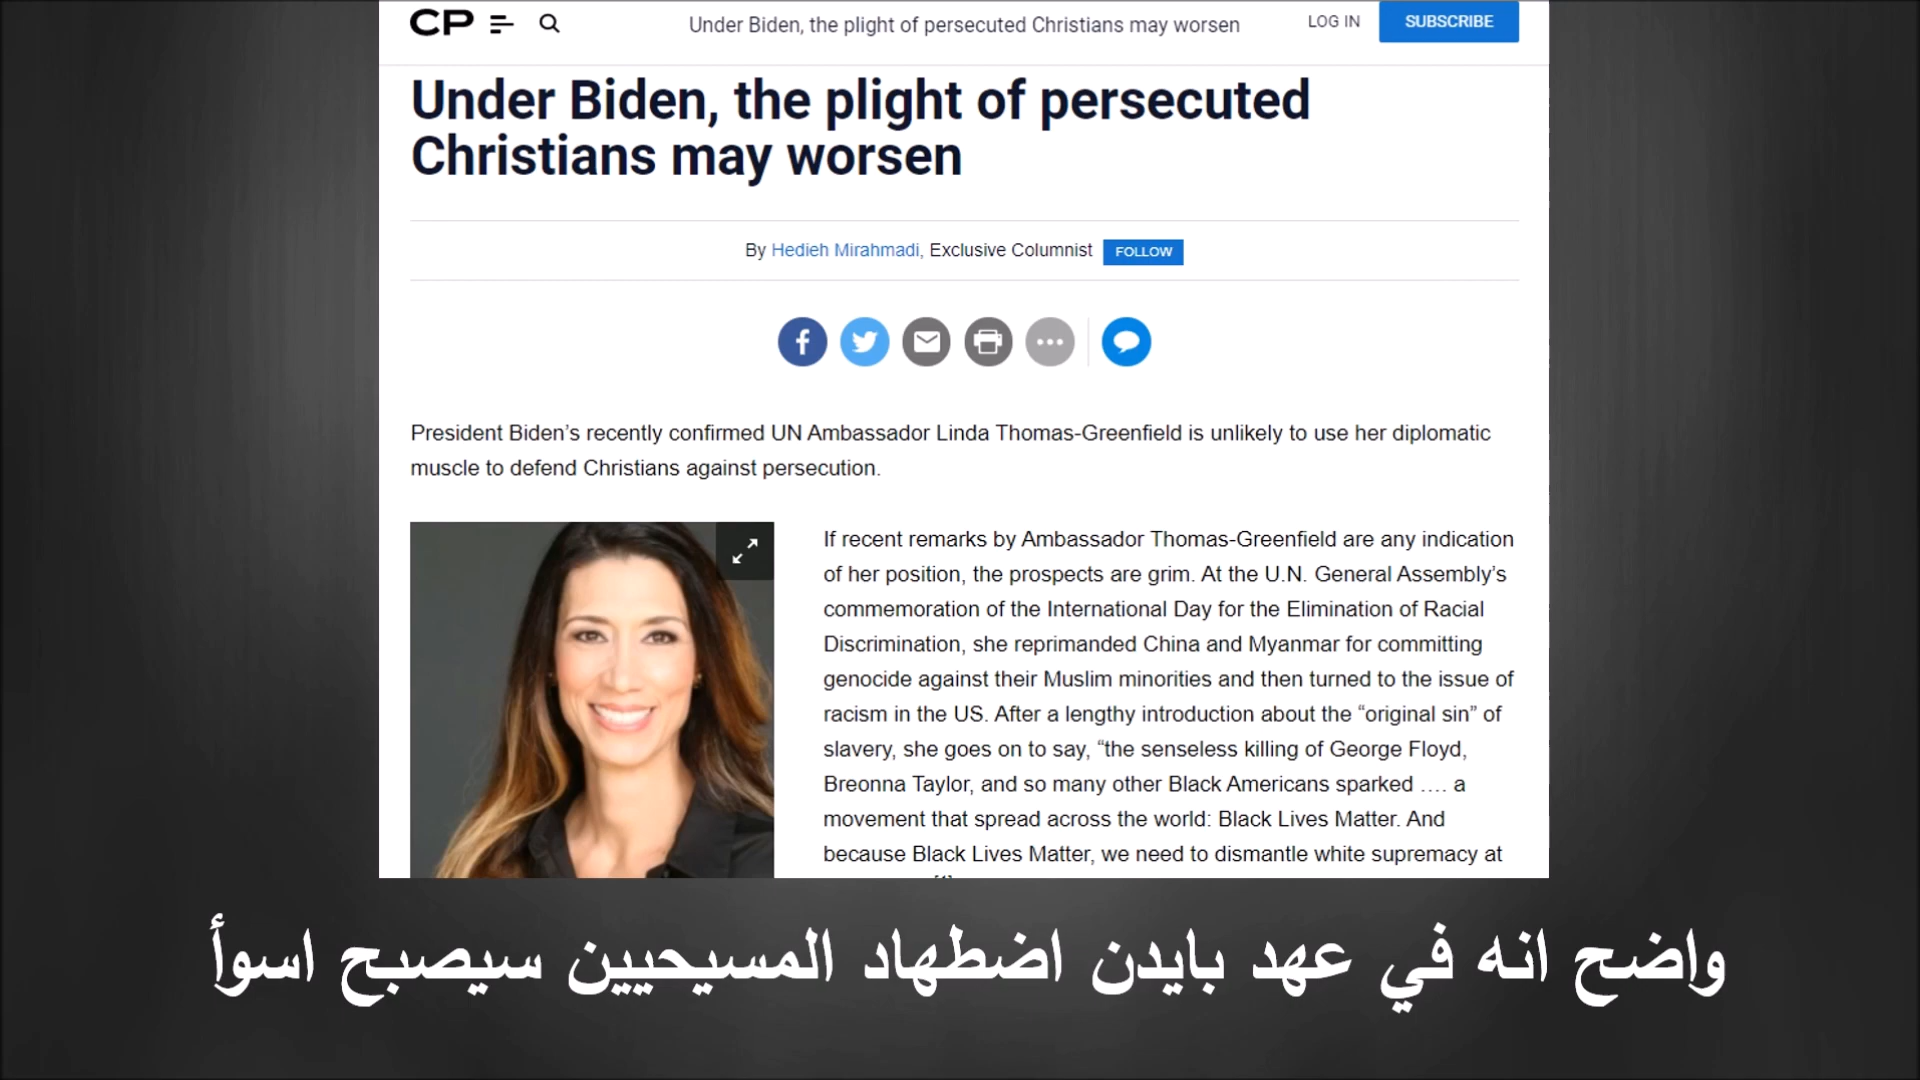 CP
Under Biden, the plight of persecuted Christians may worsen
LOG IN
SUBSCRIBE
Under Biden, the plight of persecuted
Christians may worsen
By Hedieh Mirahmadi, Exclusive Columnist FOLLOW
President Biden’s recently confirmed UN Ambassador Linda Thomas-Greenfield is unlikely to use her diplomatic
muscle to defend Christians against persecution.
If recent remarks by Ambassador Thomas-Greenfield are any indication
of her position, the prospects are grim. At the U.N. General Assembly’s
commemoration of the International Day for the Elimination of Racial
Discrimination, she reprimanded China and Myanmar for committing
genocide against their Muslim minorities and then turned to the issue of
racism in the US. After a lengthy introduction about the “original sin” of
slavery, she goes on to say, “the senseless killing of George Floyd,
Breonna Taylor, and so many other Black Americans sparked …. a
movement that spread across the world: Black Lives Matter. And
because Black Lives Matter, we need to dismantle white supremacy at
واضح انه في عهد بايدن اضطهاد المسيحيين سيصبح اسوأ